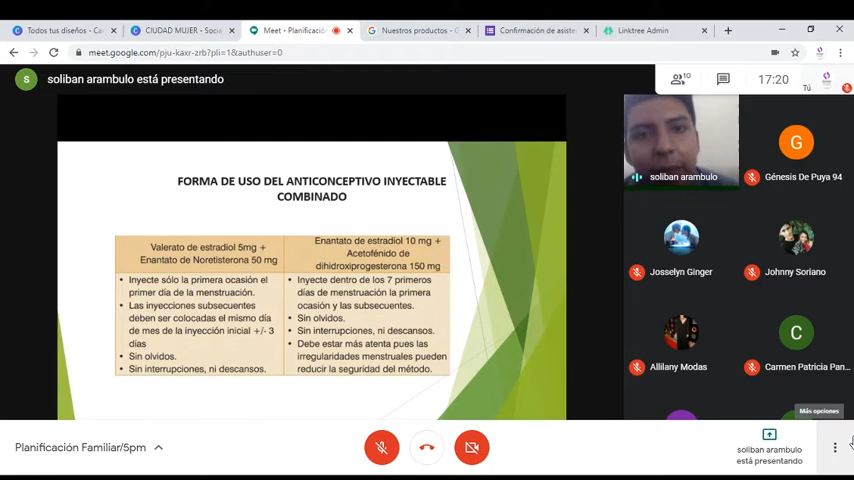 Todos tus diseños - Ca
CIUDAD MUJER - Socia
Meet - Planificació
Nuestros productos - G
Confirmación de asiste
Linktree Admin
meet.google.com/pju-kaxr-zrb?pli=1&authuser=0
S
soliban arambulo está presentando
10
17:20
Tú
FORMA DE USO DEL ANTICONCEPTIVO INYECTABLE
COMBINADO
Valerato de estradiol 5mg +
Enantato de Noretisterona 50 mg
Enantato de estradiol 10 mg +
Acetofénido de
dihidroxiprogesterona 150 mg
• Inyecte sólo la primera ocasión el
primer día de la menstruación.
• Las inyecciones subsecuentes
deben ser colocadas el mismo día
de mes de la inyección inicial +/- 3
días
• Sin olvidos.
• Sin interrupciones, ni descansos.
• Inyecte dentro de los 7 primeros
días de menstruación la primera
ocasión y las subsecuentes.
• Sin olvidos.
• Sin interrupciones, ni descansos.
• Debe estar más atenta pues las
irregularidades menstruales pueden
reducir la seguridad del método.
soliban arambulo
G
Génesis De Puya 94
Josselyn Ginger
Johnny Soriano
Allilany Modas
C
Carmen Patricia Pan...
Más opciones
Planificación Familiar/5pm
soliban arambulo
está presentando